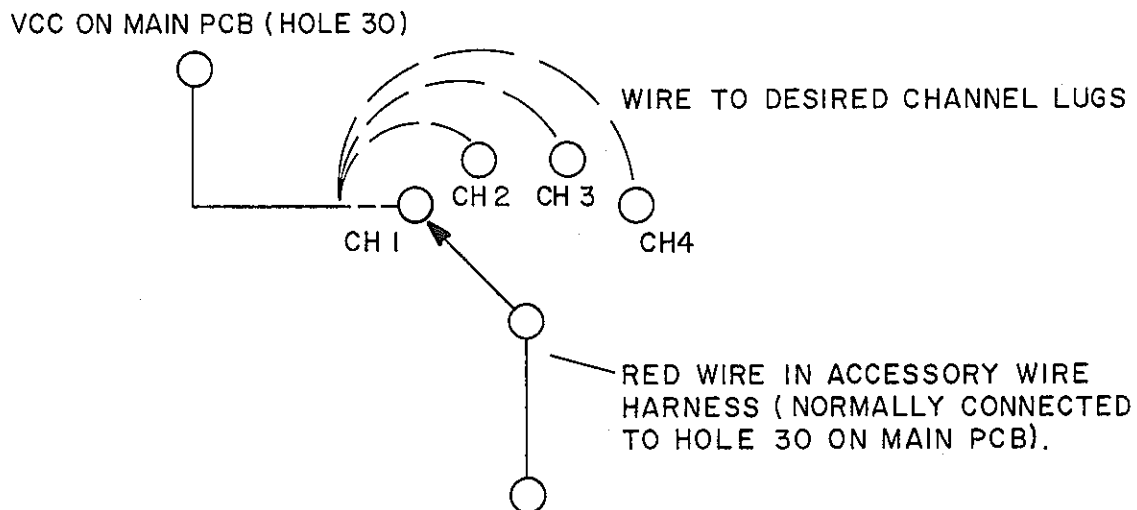 VCC ON MAIN PCB (HOLE 30)
WIRE TO DESIRED CHANNEL LUGS
CH 2
CH 3
CH 1
CH4
RED WIRE IN ACCESSORY WIRE
HARNESS (NORMALLY CONNECTED
TO HOLE 30 ON MAIN PCB).